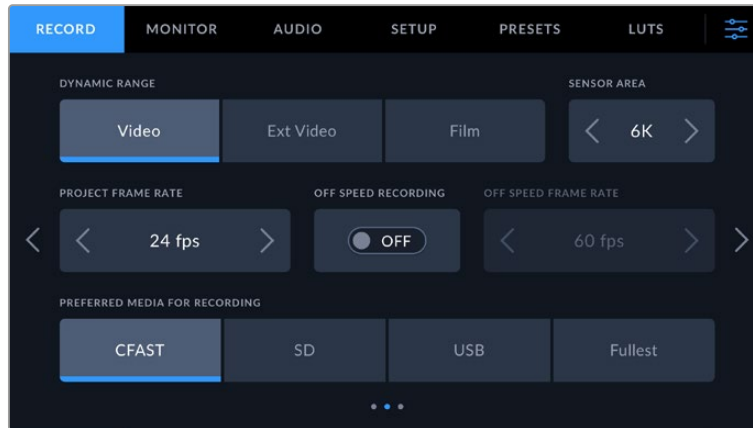 RECORD MONITOR AUDIO SETUP PRESETS LUTS
DYNAMIC RANGE SENSOR AREA
Video Ext Video Film 6K
PROJECT FRAME RATE OFF SPEED RECORDING OFF SPEED FRAME RATE
24 fps OFF 60 fps
PREFERRED MEDIA FOR RECORDING
CFAST SD USB Fullest